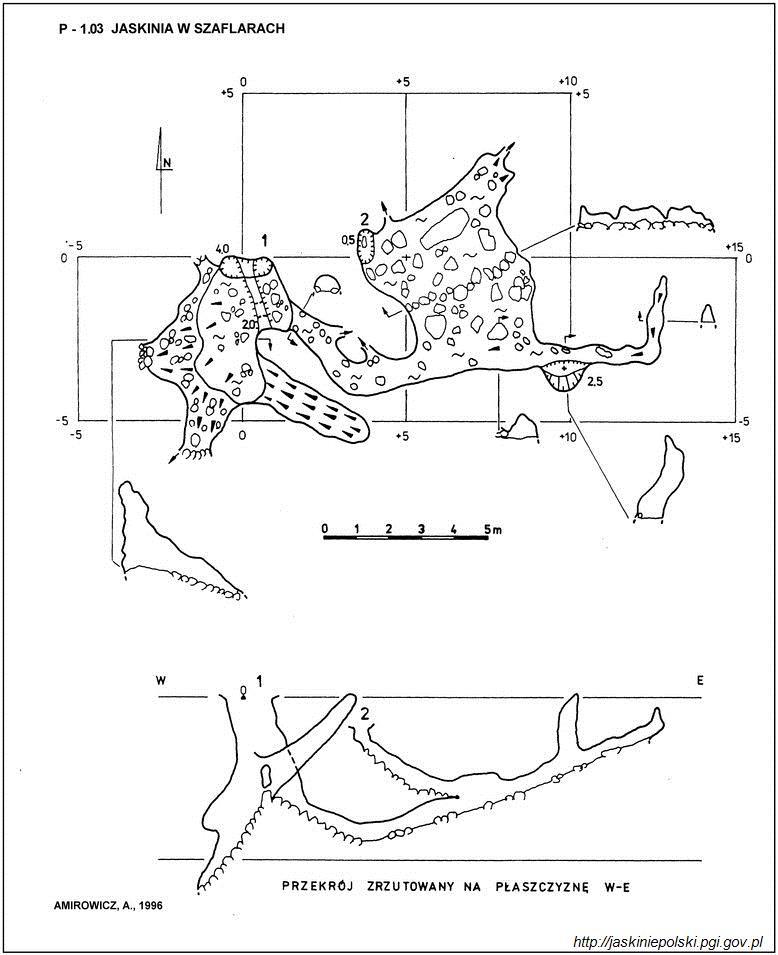 P - 1.03 JASKINIA W SZAFLARACH
0 +5 +10
+5 +5
N
2
0,5
4.0 1
-5 +15
0 0
2.0
Ł
2.5
-5 -5
-5 0 +5 +10 +15
0 1 2 3 4 5m
W 0 1 E
2
PRZEKRÓJ ZRZUTOWANY NA PŁASZCZYZNĘ W-E
AMIROWICZ, A., 1996
http://jaskiniepolski.pgi.gov.pl